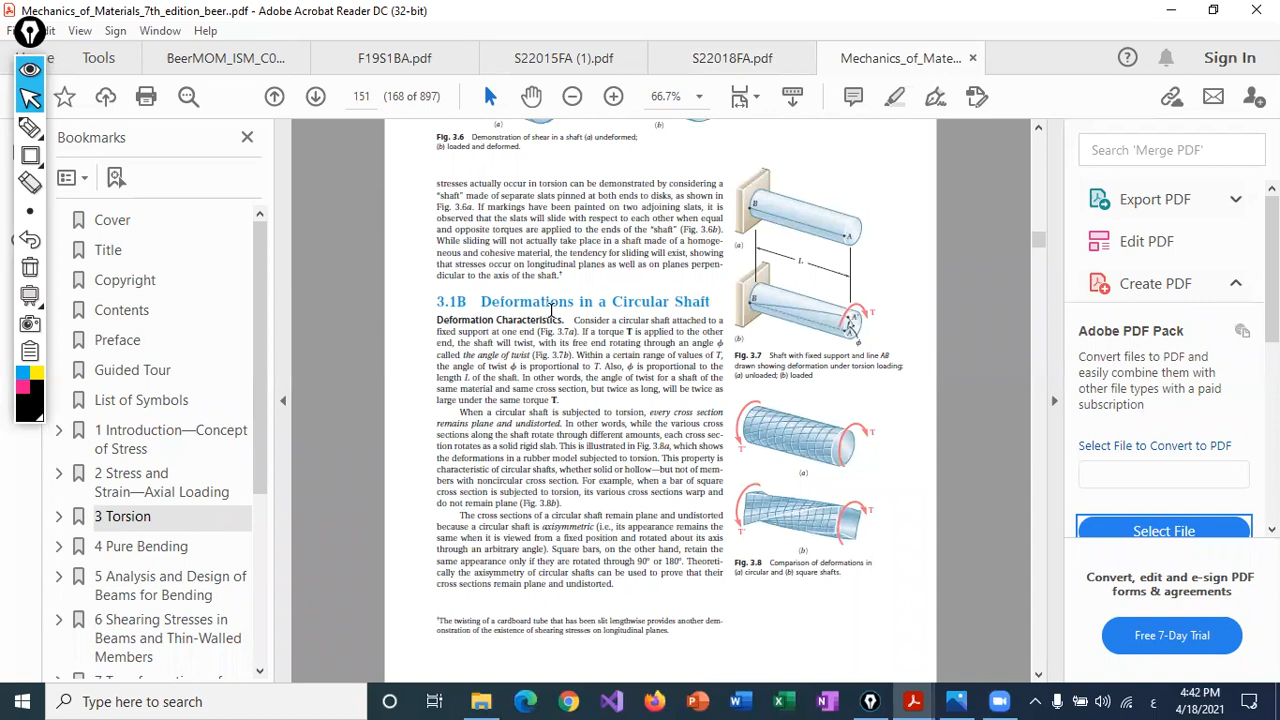 Mechanics_of_Materials_7th_edition_beer..pdf - Adobe Acrobat Reader DC (32-bit)
View Sign Window Help
Tools BeerMOM_ISM_C0... F19S1BA.pdf S22015FA (1).pdf S22018FA.pdf Mechanics_of_Mate... Sign In
151 (168 of 897) 66.7%
Bookmarks
Cover
Title
Copyright
Contents
Preface
Guided Tour
List of Symbols
1 Introduction—Concept
of Stress
2 Stress and
Strain—Axial Loading
3 Torsion
4 Pure Bending
5 Analysis and Design of
Beams for Bending
6 Shearing Stresses in
Beams and Thin-Walled
Members
(a) (b)
Fig. 3.6 Demonstration of shear in a shaft (a) undeformed;
(b) loaded and deformed.
stresses actually occur in torsion can be demonstrated by considering a
“shaft” made of separate slats pinned at both ends to disks, as shown in
Fig. 3.6a. If markings have been painted on two adjoining slats, it is
observed that the slats will slide with respect to each other when equal
and opposite torques are applied to the ends of the “shaft” (Fig. 3.6b).
While sliding will not actually take place in a shaft made of a homoge-
neous and cohesive material, the tendency for sliding will exist, showing
that stresses occur on longitudinal planes as well as on planes perpen-
dicular to the axis of the shaft.†
3.1B Deformations in a Circular Shaft
Deformation Characteristics. Consider a circular shaft attached to a
fixed support at one end (Fig. 3.7a). If a torque T is applied to the other
end, the shaft will twist, with its free end rotating through an angle ϕ
called the angle of twist (Fig. 3.7b). Within a certain range of values of T,
the angle of twist ϕ is proportional to T. Also, ϕ is proportional to the
length L of the shaft. In other words, the angle of twist for a shaft of the
same material and same cross section, but twice as long, will be twice as
large under the same torque T.
When a circular shaft is subjected to torsion, every cross section
remains plane and undistorted. In other words, while the various cross
sections along the shaft rotate through different amounts, each cross sec-
tion rotates as a solid rigid slab. This is illustrated in Fig. 3.8a, which shows
the deformations in a rubber model subjected to torsion. This property is
characteristic of circular shafts, whether solid or hollow—but not of mem-
bers with noncircular cross section. For example, when a bar of square
cross section is subjected to torsion, its various cross sections warp and
do not remain plane (Fig. 3.8b).
The cross sections of a circular shaft remain plane and undistorted
because a circular shaft is axisymmetric (i.e., its appearance remains the
same when it is viewed from a fixed position and rotated about its axis
through an arbitrary angle). Square bars, on the other hand, retain the
same appearance only if they are rotated through 90° or 180°. Theoreti-
cally the axisymmetry of circular shafts can be used to prove that their
cross sections remain plane and undistorted.
†The twisting of a cardboard tube that has been slit lengthwise provides another dem-
onstration of the existence of shearing stresses on longitudinal planes.
B
A
(a)
L
B
T
A'
A
ϕ
(b)
Fig. 3.7 Shaft with fixed support and line AB
drawn showing deformation under torsion loading:
(a) unloaded; (b) loaded
T
T'
(a)
T
T'
(b)
Fig. 3.8 Comparison of deformations in
(a) circular and (b) square shafts.
Search 'Merge PDF'
Export PDF
Edit PDF
Create PDF
Adobe PDF Pack
Convert files to PDF and
easily combine them with
other file types with a paid
subscription
Select File to Convert to PDF
Select File
Convert, edit and e-sign PDF
forms & agreements
Free 7-Day Trial
Type here to search
ع
4:42 PM
4/18/2021